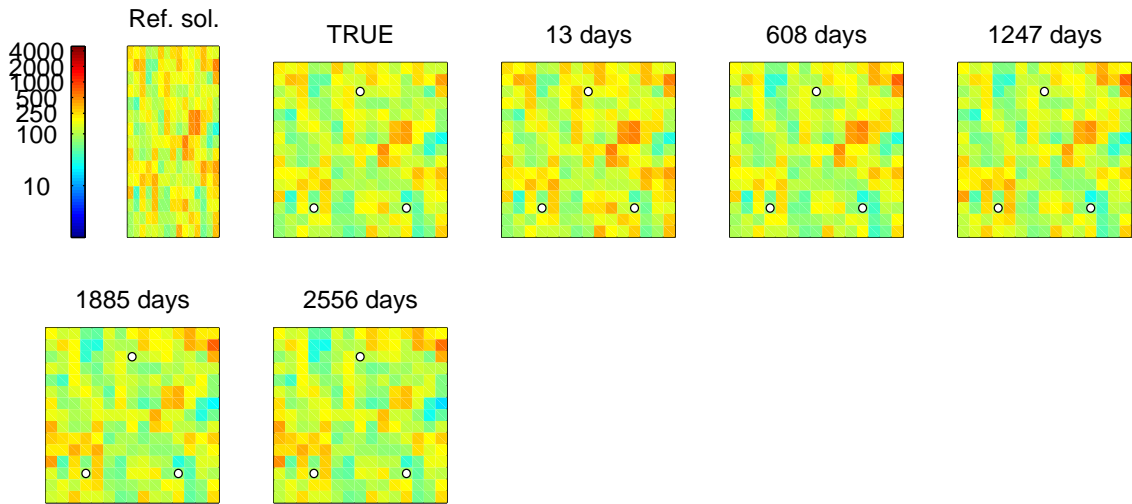 Ref. sol.
TRUE
13 days
608 days
1247 days
4000
2000
1000
500
250
100
10
1885 days
2556 days